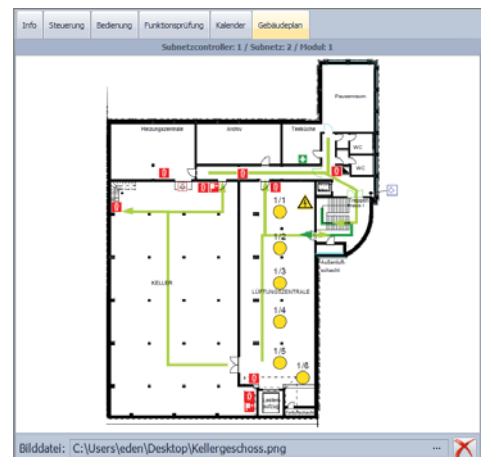 Info Steuerung Bedienung Funktionsprüfung Kalender Gebäudeplan
Subnetzcontroller: 1 / Subnetz: 2 / Modul: 1
Pausenraum
Heizungszentrale Archiv Teeküche
WC
WC
1/1
1/2
1/3
KELLER LÜFTUNGSZENTRALE
1/4
1/5
1/6
Bilddatei: C:\Users\eden\Desktop\Kellergeschoss.png ...